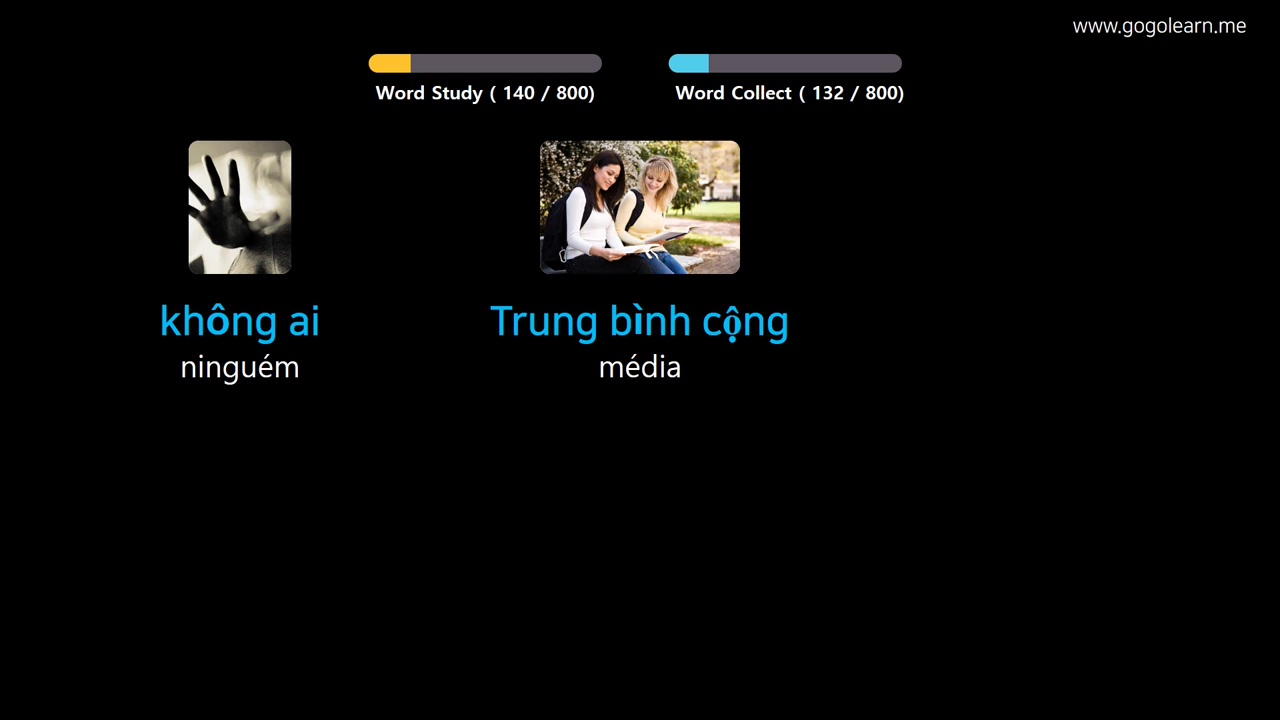 www.gogolearn.me
Word Study ( 140 / 800)
Word Collect ( 132 / 800)
không ai
ninguém
Trung bình cộng
média